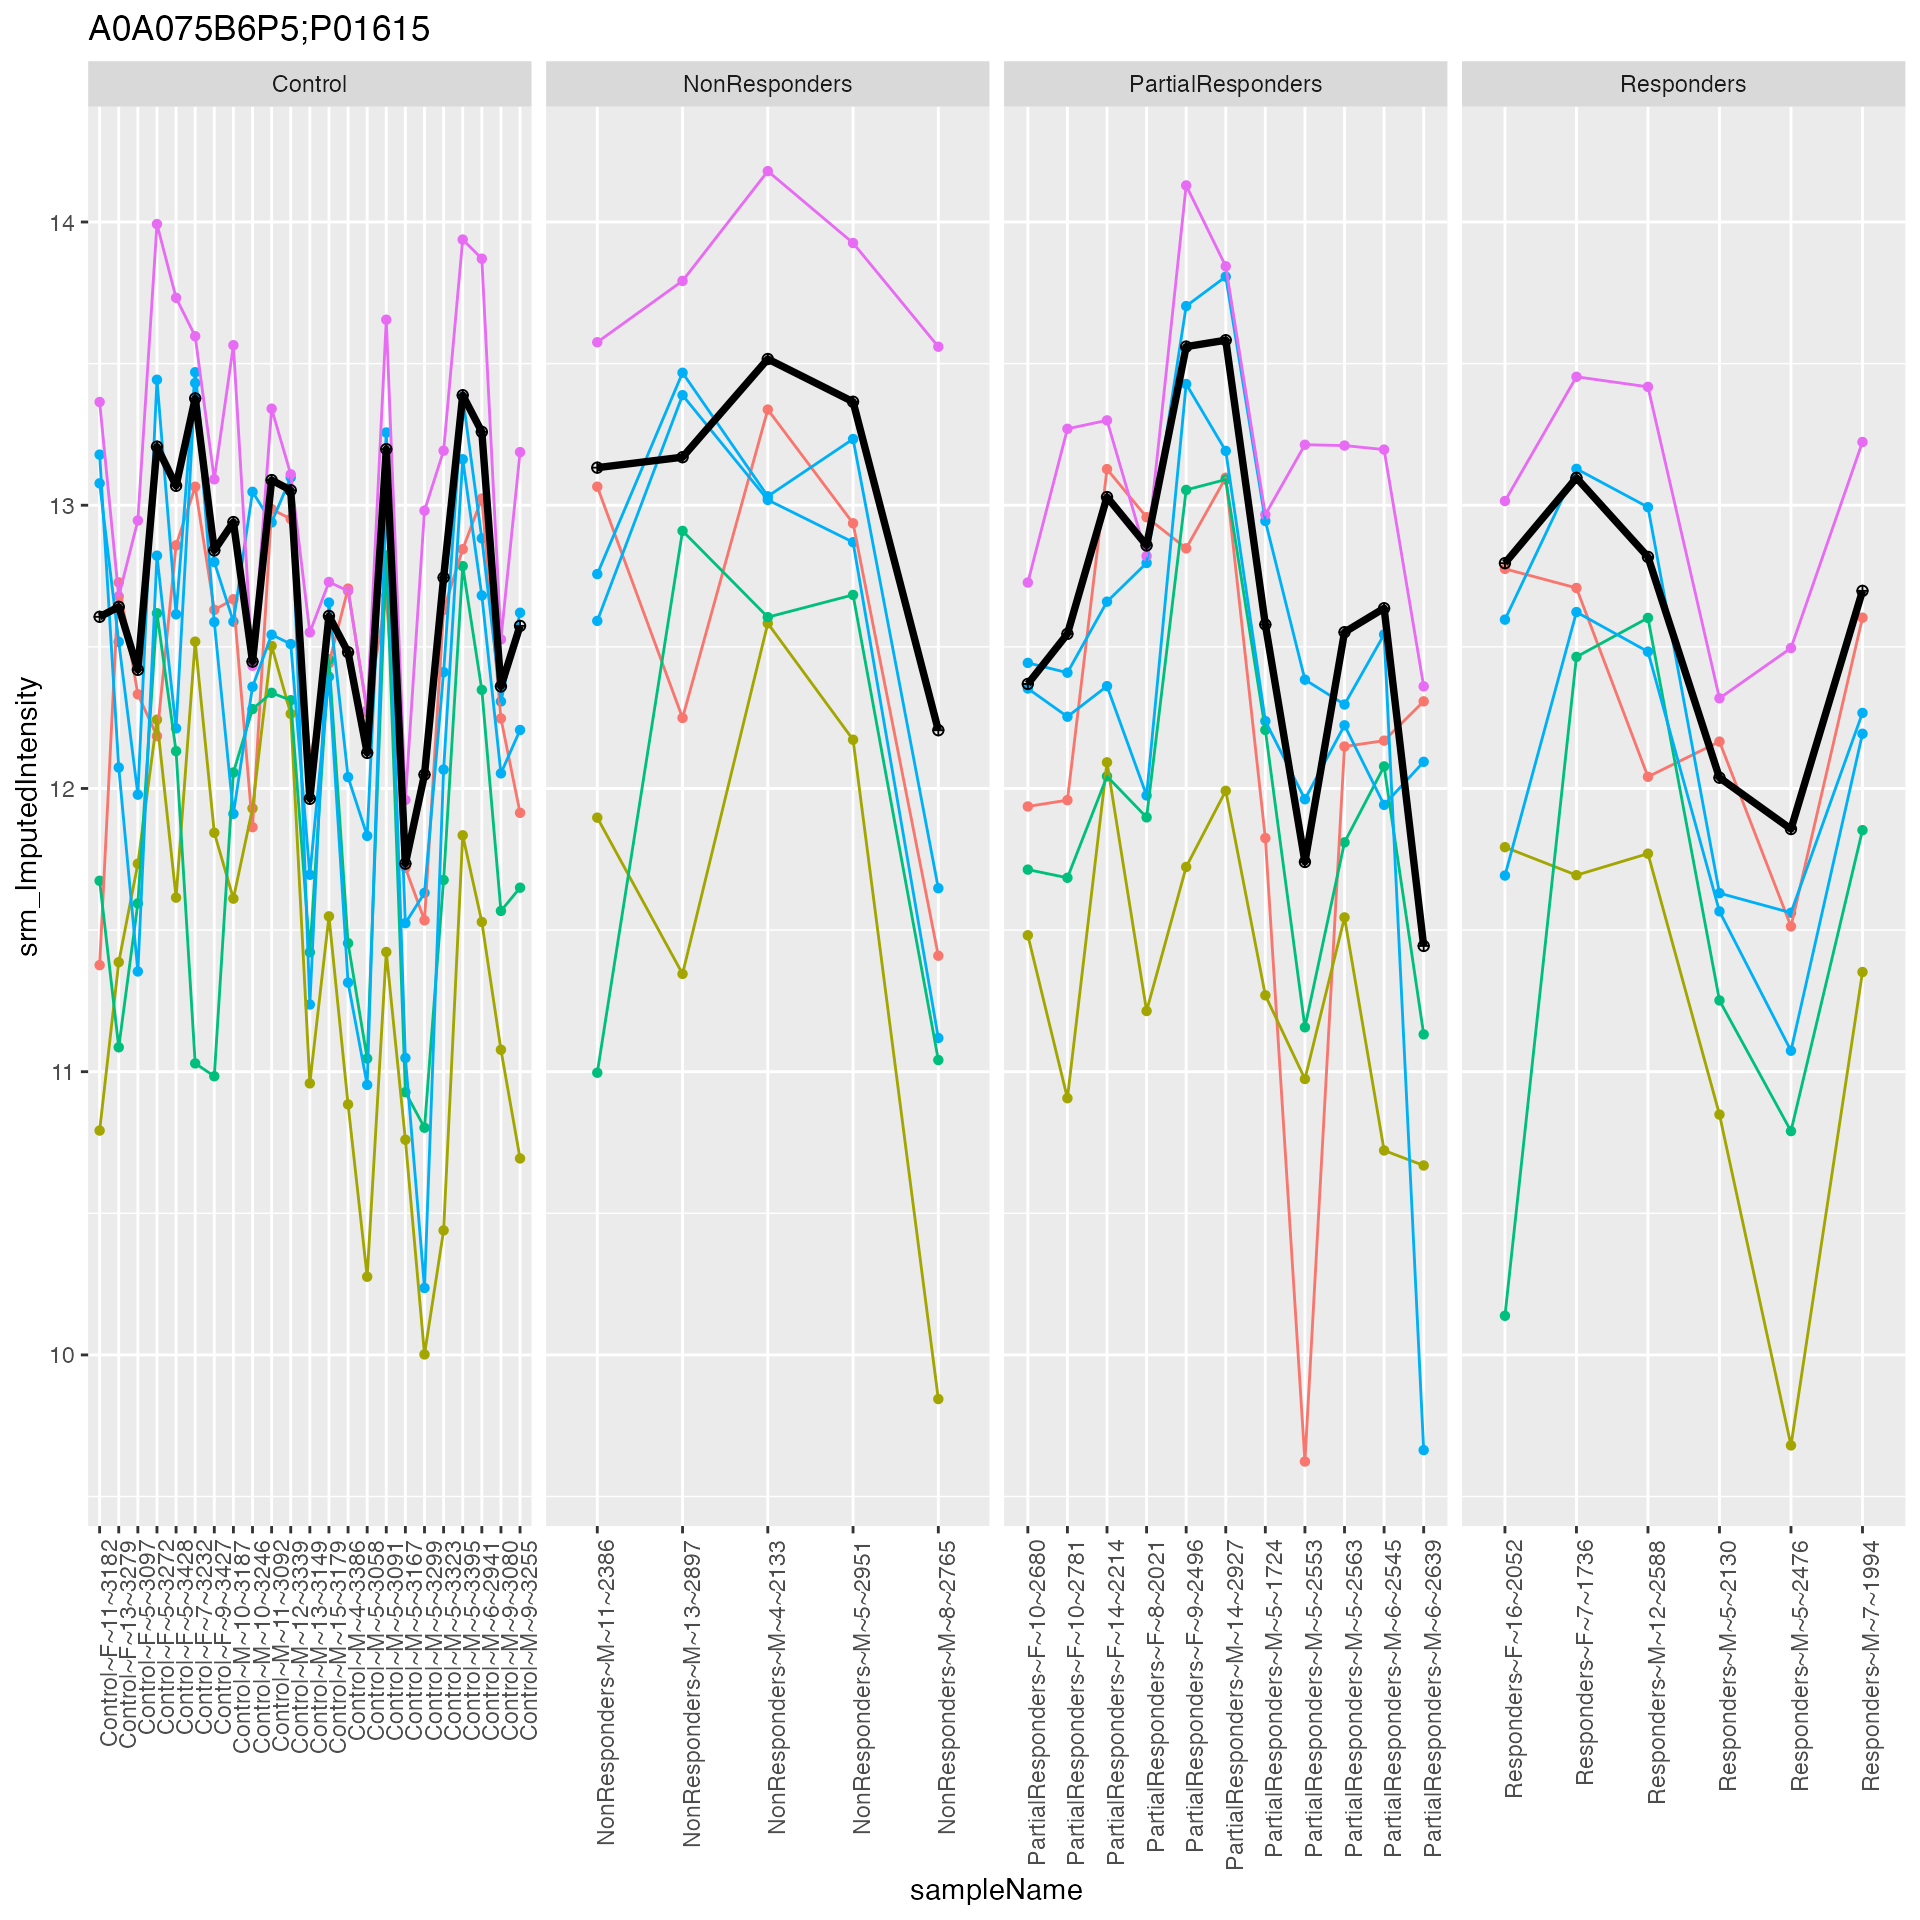 A0A075B6P5;P01615
Control
NonResponders
PartialResponders
Responders
srm_ImputedIntensity
14
13
12
11
10
Control~F~11~3182
Control~F~13~3279
Control~F~5~3097
Control~F~5~3272
Control~F~5~3428
Control~F~7~3232
Control~F~9~3427
Control~M~10~3187
Control~M~10~3246
Control~M~11~3092
Control~M~12~3339
Control~M~13~3149
Control~M~15~3179
Control~M~4~3386
Control~M~5~3058
Control~M~5~3091
Control~M~5~3167
Control~M~5~3299
Control~M~5~3323
Control~M~5~3395
Control~M~6~2941
Control~M~9~3080
Control~M~9~3255
NonResponders~M~11~2386
NonResponders~M~13~2897
NonResponders~M~4~2133
NonResponders~M~5~2951
NonResponders~M~8~2765
PartialResponders~F~10~2680
PartialResponders~F~10~2781
PartialResponders~F~14~2214
PartialResponders~F~8~2021
PartialResponders~F~9~2496
PartialResponders~M~14~2927
PartialResponders~M~5~1724
PartialResponders~M~5~2553
PartialResponders~M~5~2563
PartialResponders~M~6~2545
PartialResponders~M~6~2639
Responders~F~16~2052
Responders~F~7~1736
Responders~M~12~2588
Responders~M~5~2130
Responders~M~5~2476
Responders~M~7~1994
sampleName